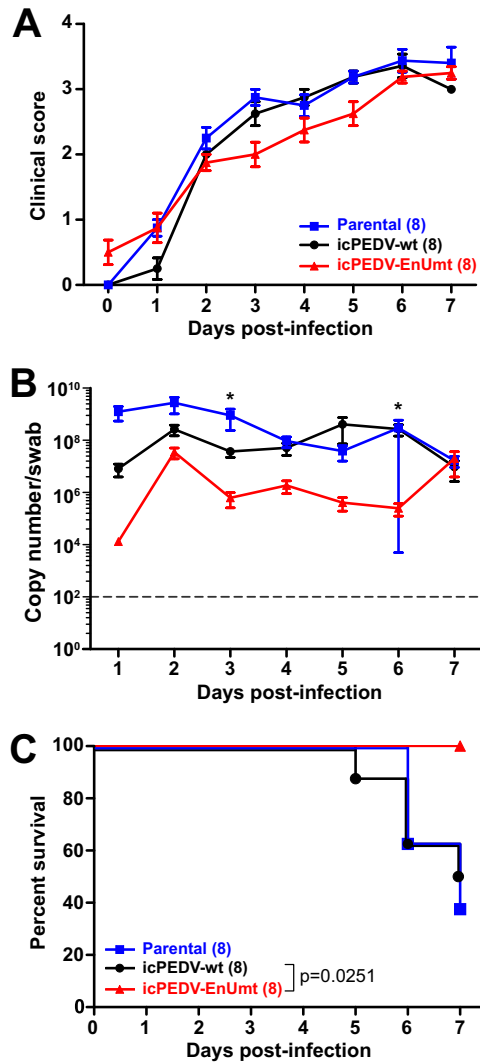 A
Clinical score
4
3
2
1
0
Parental (8)
icPEDV-wt (8)
icPEDV-EnUmt (8)
0 1 2 3 4 5 6 7
Days post-infection
B
Copy number/swab
10¹⁰
10⁸
10⁶
10⁴
10²
10⁰
* *
1 2 3 4 5 6 7
Days post-infection
C
Percent survival
100
80
60
40
20
0
Parental (8)
icPEDV-wt (8)
icPEDV-EnUmt (8)
p=0.0251
0 1 2 3 4 5 6 7
Days post-infection